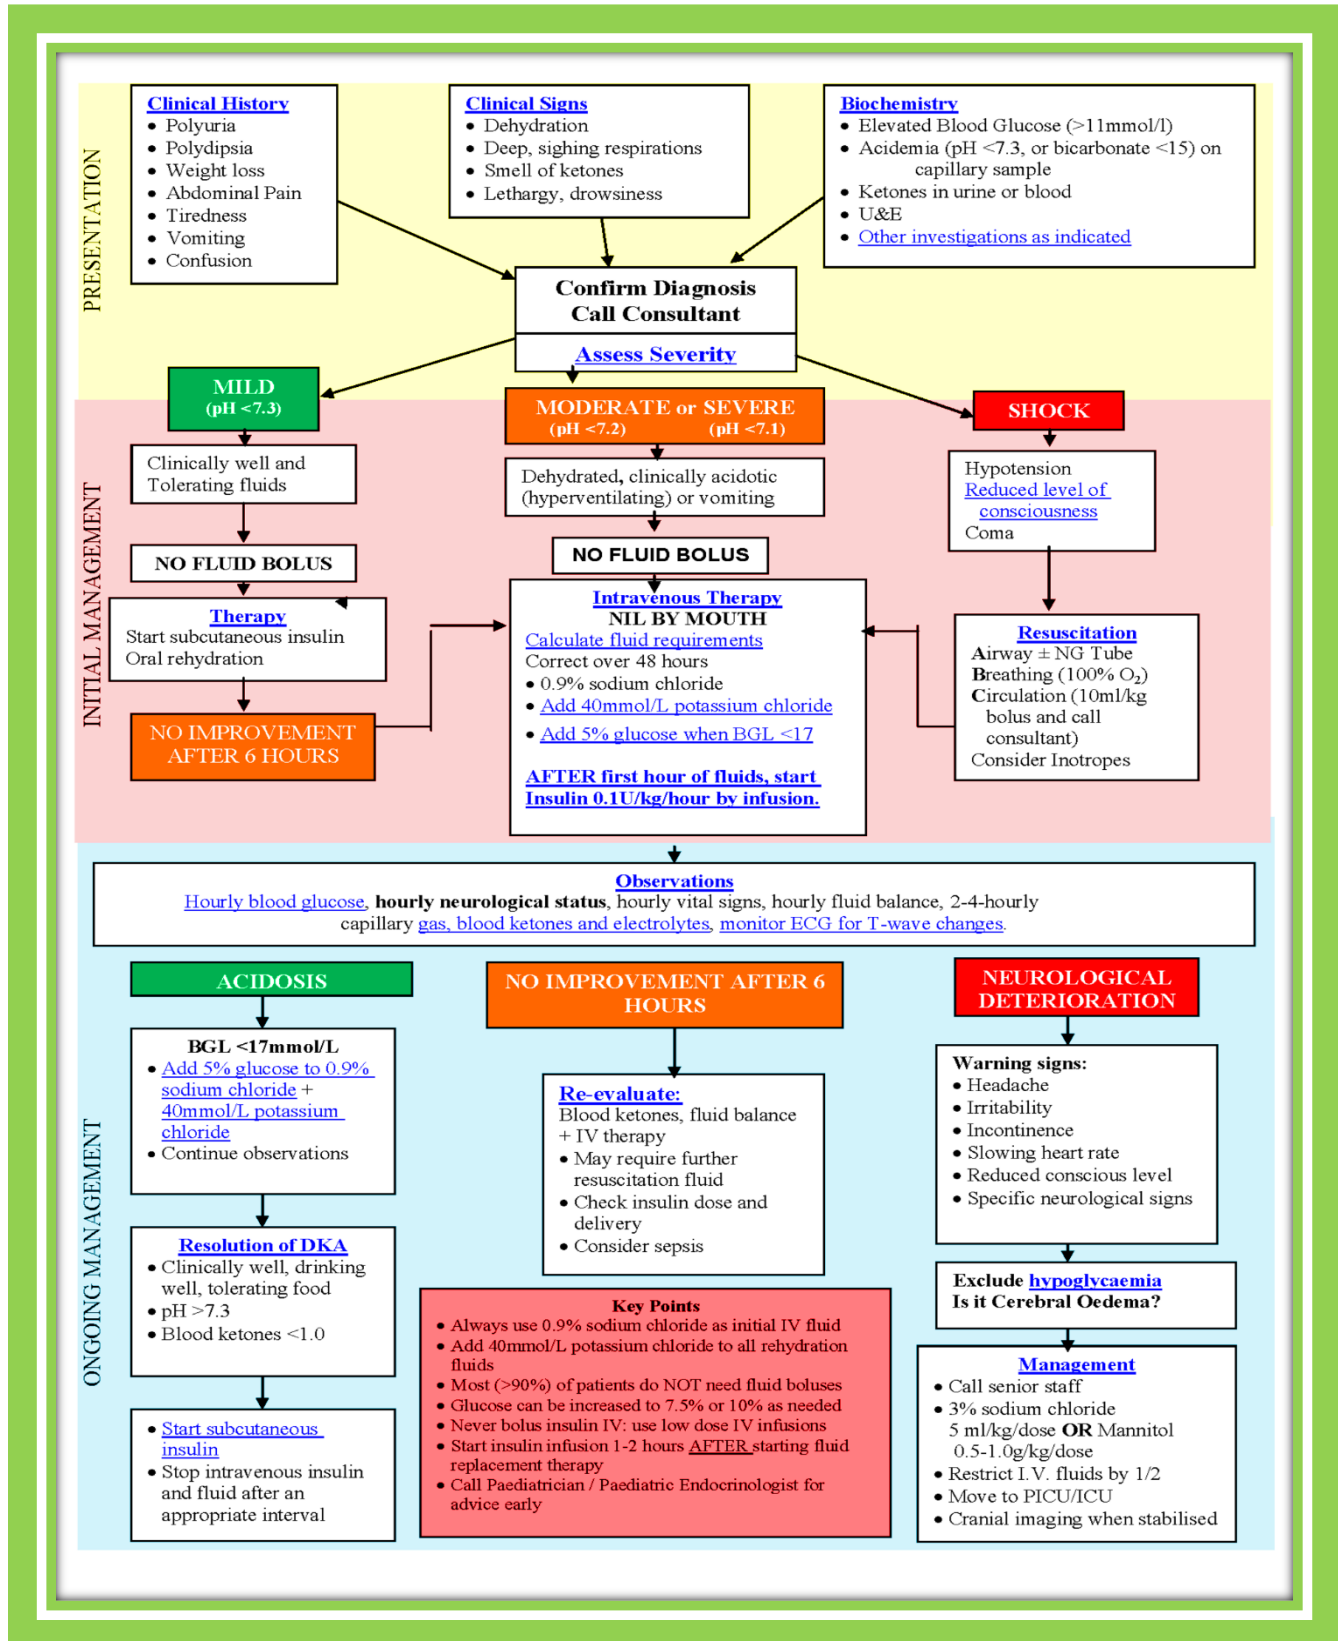 PRESENTATION
Clinical History
• Polyuria
• Polydipsia
• Weight loss
• Abdominal Pain
• Tiredness
• Vomiting
• Confusion
Clinical Signs
• Dehydration
• Deep, sighing respirations
• Smell of ketones
• Lethargy, drowsiness
Biochemistry
• Elevated Blood Glucose (>11mmol/l)
• Acidemia (pH <7.3, or bicarbonate <15) on
capillary sample
• Ketones in urine or blood
• U&E
• Other investigations as indicated
Confirm Diagnosis
Call Consultant
Assess Severity
INITIAL MANAGEMENT
MILD
(pH <7.3)
Clinically well and
Tolerating fluids
NO FLUID BOLUS
Therapy
Start subcutaneous insulin
Oral rehydration
NO IMPROVEMENT
AFTER 6 HOURS
MODERATE or SEVERE
(pH <7.2) (pH <7.1)
Dehydrated, clinically acidotic
(hyperventilating) or vomiting
NO FLUID BOLUS
Intravenous Therapy
NIL BY MOUTH
Calculate fluid requirements
Correct over 48 hours
• 0.9% sodium chloride
• Add 40mmol/L potassium chloride
• Add 5% glucose when BGL <17
AFTER first hour of fluids, start
Insulin 0.1U/kg/hour by infusion.
SHOCK
Hypotension
Reduced level of
consciousness
Coma
Resuscitation
Airway ± NG Tube
Breathing (100% O₂)
Circulation (10ml/kg
bolus and call
consultant)
Consider Inotropes
ONGOING MANAGEMENT
Observations
Hourly blood glucose, hourly neurological status, hourly vital signs, hourly fluid balance, 2-4-hourly
capillary gas, blood ketones and electrolytes, monitor ECG for T-wave changes.
ACIDOSIS
BGL <17mmol/L
• Add 5% glucose to 0.9%
sodium chloride +
40mmol/L potassium
chloride
• Continue observations
Resolution of DKA
• Clinically well, drinking
well, tolerating food
• pH >7.3
• Blood ketones <1.0
• Start subcutaneous
insulin
• Stop intravenous insulin
and fluid after an
appropriate interval
NO IMPROVEMENT AFTER 6
HOURS
Re-evaluate:
Blood ketones, fluid balance
+ IV therapy
• May require further
resuscitation fluid
• Check insulin dose and
delivery
• Consider sepsis
Key Points
• Always use 0.9% sodium chloride as initial IV fluid
• Add 40mmol/L potassium chloride to all rehydration
fluids
• Most (>90%) of patients do NOT need fluid boluses
• Glucose can be increased to 7.5% or 10% as needed
• Never bolus insulin IV: use low dose IV infusions
• Start insulin infusion 1-2 hours AFTER starting fluid
replacement therapy
• Call Paediatrician / Paediatric Endocrinologist for
advice early
NEUROLOGICAL
DETERIORATION
Warning signs:
• Headache
• Irritability
• Incontinence
• Slowing heart rate
• Reduced conscious level
• Specific neurological signs
Exclude hypoglycaemia
Is it Cerebral Oedema?
Management
• Call senior staff
• 3% sodium chloride
5 ml/kg/dose OR Mannitol
0.5-1.0g/kg/dose
• Restrict I.V. fluids by 1/2
• Move to PICU/ICU
• Cranial imaging when stabilised